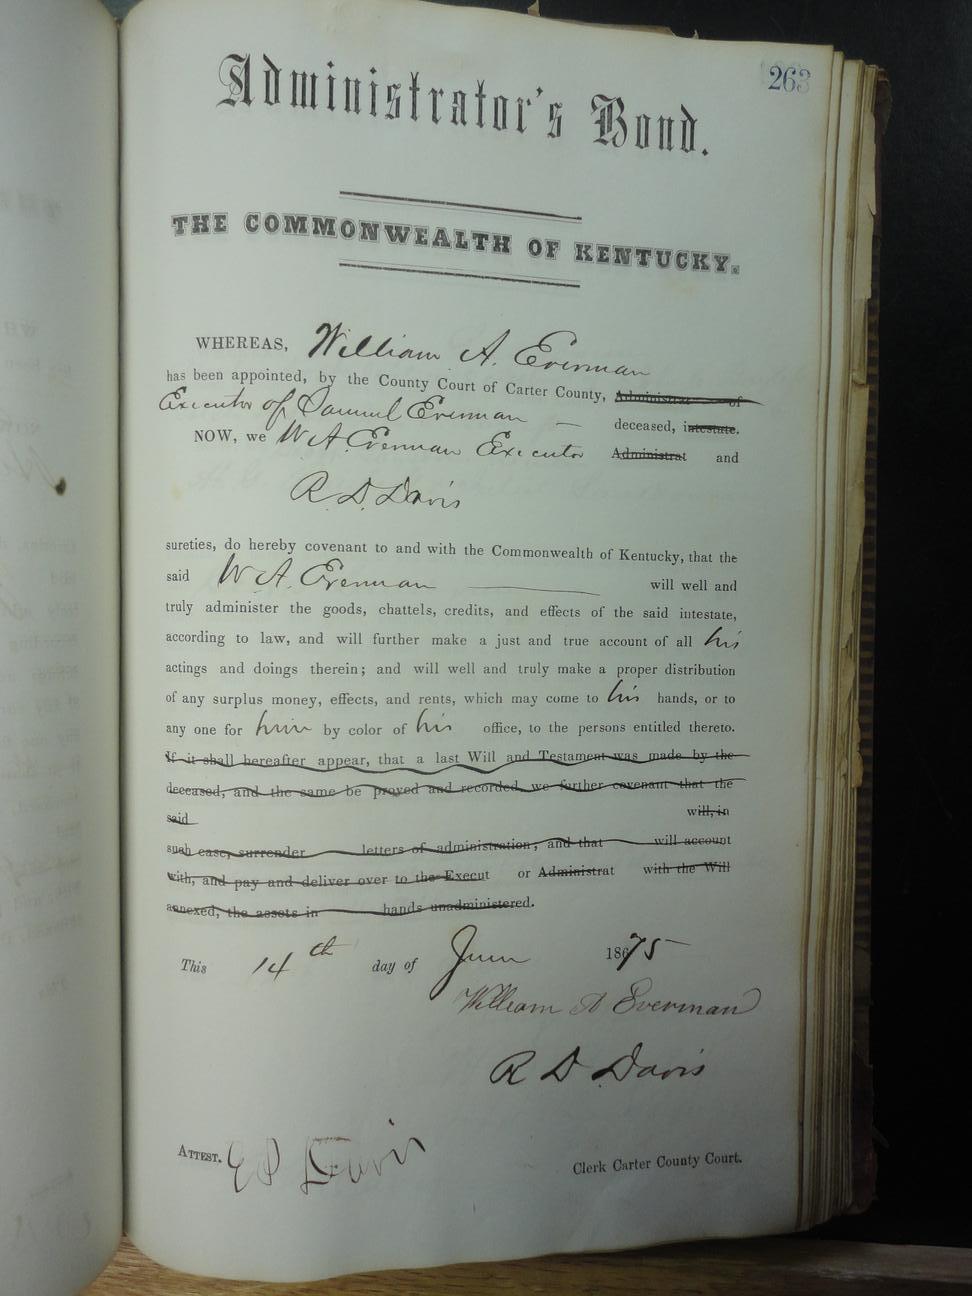 263
Administrator's Bond.
THE COMMONWEALTH OF KENTUCKY.
WHEREAS, William A. Everman
has been appointed, by the County Court of Carter County, Administrat of
Executor of Samuel Everman — deceased, intestate.
NOW, we W A. Everman Executor Administrat and
R. D. Davis
sureties, do hereby covenant to and with the Commonwealth of Kentucky, that the
said W. A. Everman will well and
truly administer the goods, chattels, credits, and effects of the said intestate,
according to law, and will further make a just and true account of all his
actings and doings therein; and will well and truly make a proper distribution
of any surplus money, effects, and rents, which may come to his hands, or to
any one for him by color of his office, to the persons entitled thereto.
If it shall hereafter appear, that a last Will and Testament was made by the
deceased, and the same be proved and recorded, we further covenant that the
said will, in
such case, surrender letters of administration, and that will account
with, and pay and deliver over to the Execut or Administrat with the Will
annexed, the assets in hands unadministered.
This 14th day of June 1875
William A Everman
R D Davis
ATTEST. Davis
Clerk Carter County Court.